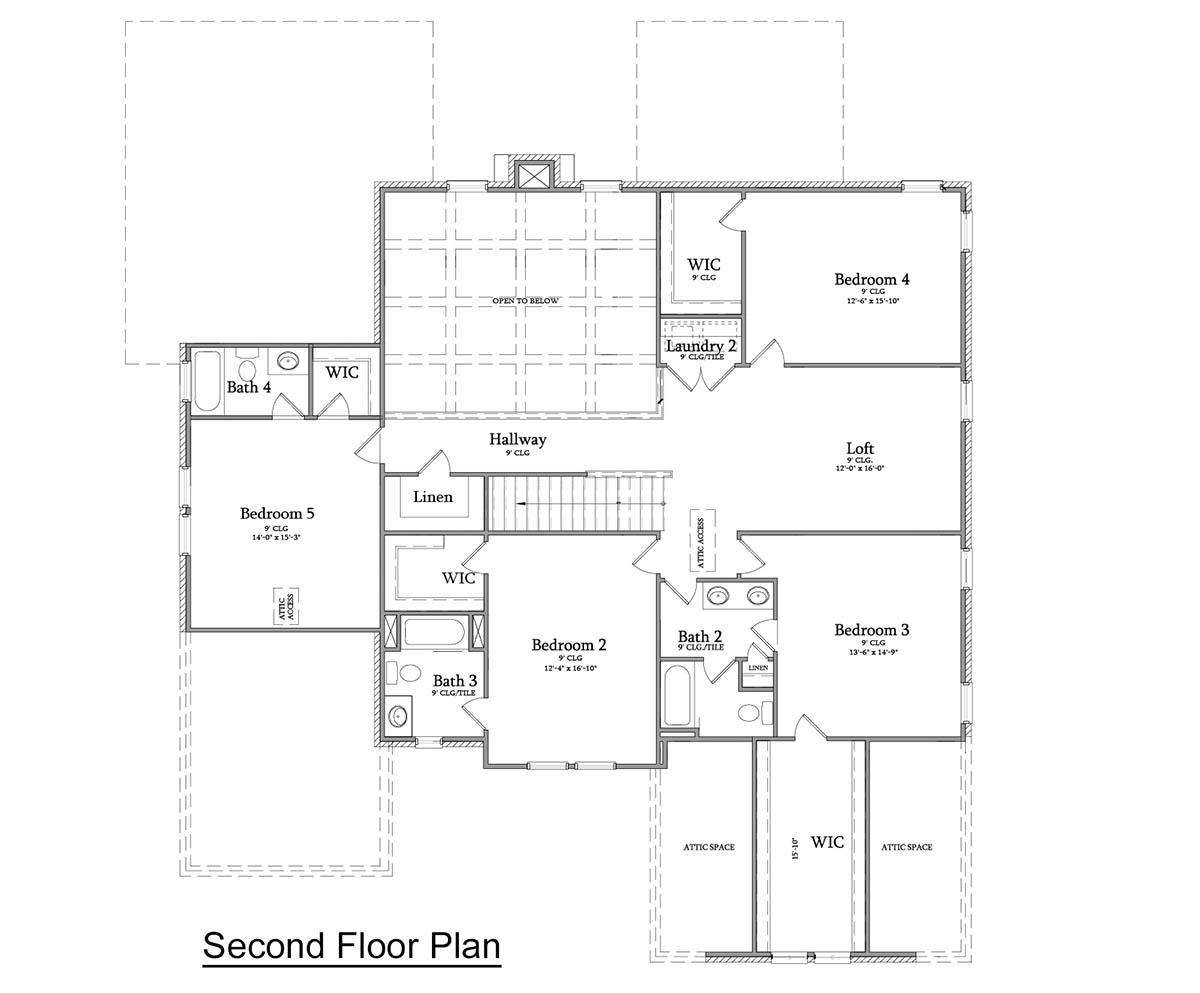 WIC
9' CLG
Bedroom 4
9' CLG
12'-6" x 15'-10"
OPEN TO BELOW
Laundry 2
9' CLG/TILE
Bath 4
WIC
Hallway
9' CLG
Loft
9' CLG.
12'-0" x 16'-0"
Linen
Bedroom 5
9' CLG
14'-0" x 15'-3"
ATTIC ACCESS
WIC
ATTIC
ACCESS
Bedroom 2
9' CLG
12'-4" x 16'-10"
Bath 2
9' CLG/TILE
Bedroom 3
9' CLG
13'-6" x 14'-9"
LINEN
Bath 3
9' CLG/TILE
ATTIC SPACE
15'-10"
WIC
ATTIC SPACE
Second Floor Plan